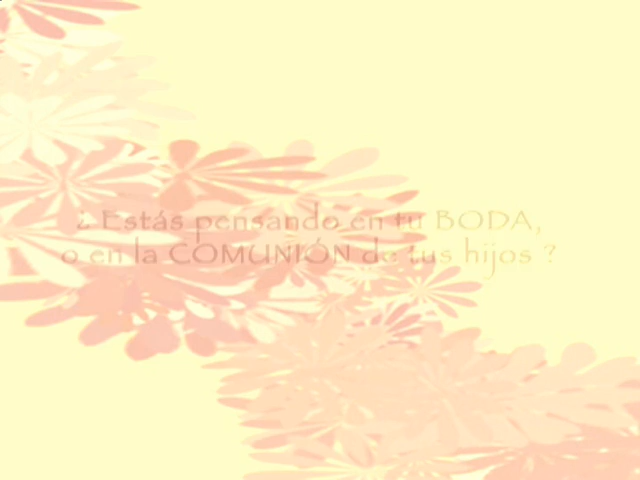 ¿ Estás pensando en tu BODA,
o en la COMUNIÓN de tus hijos ?